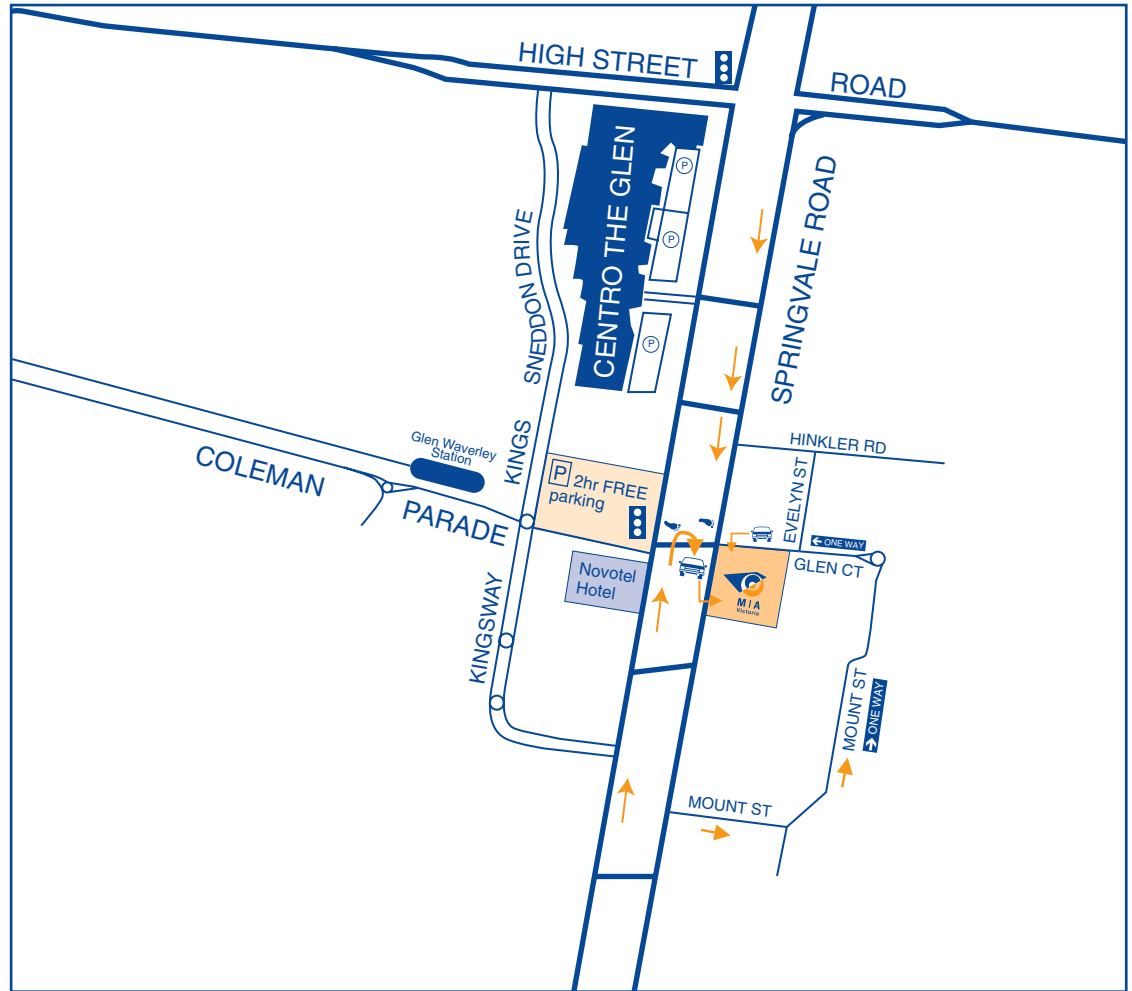 HIGH STREET
ROAD
CENTRO THE GLEN
P
P
P
SPRINGVALE ROAD
SNEDDON DRIVE
KINGS
HINKLER RD
Glen Waverley
Station
COLEMAN
PARADE
P 2hr FREE
parking
EVELYN ST
ONE WAY
GLEN CT
Novotel
Hotel
MIA
Victoria
KINGSWAY
MOUNT ST
ONE WAY
MOUNT ST